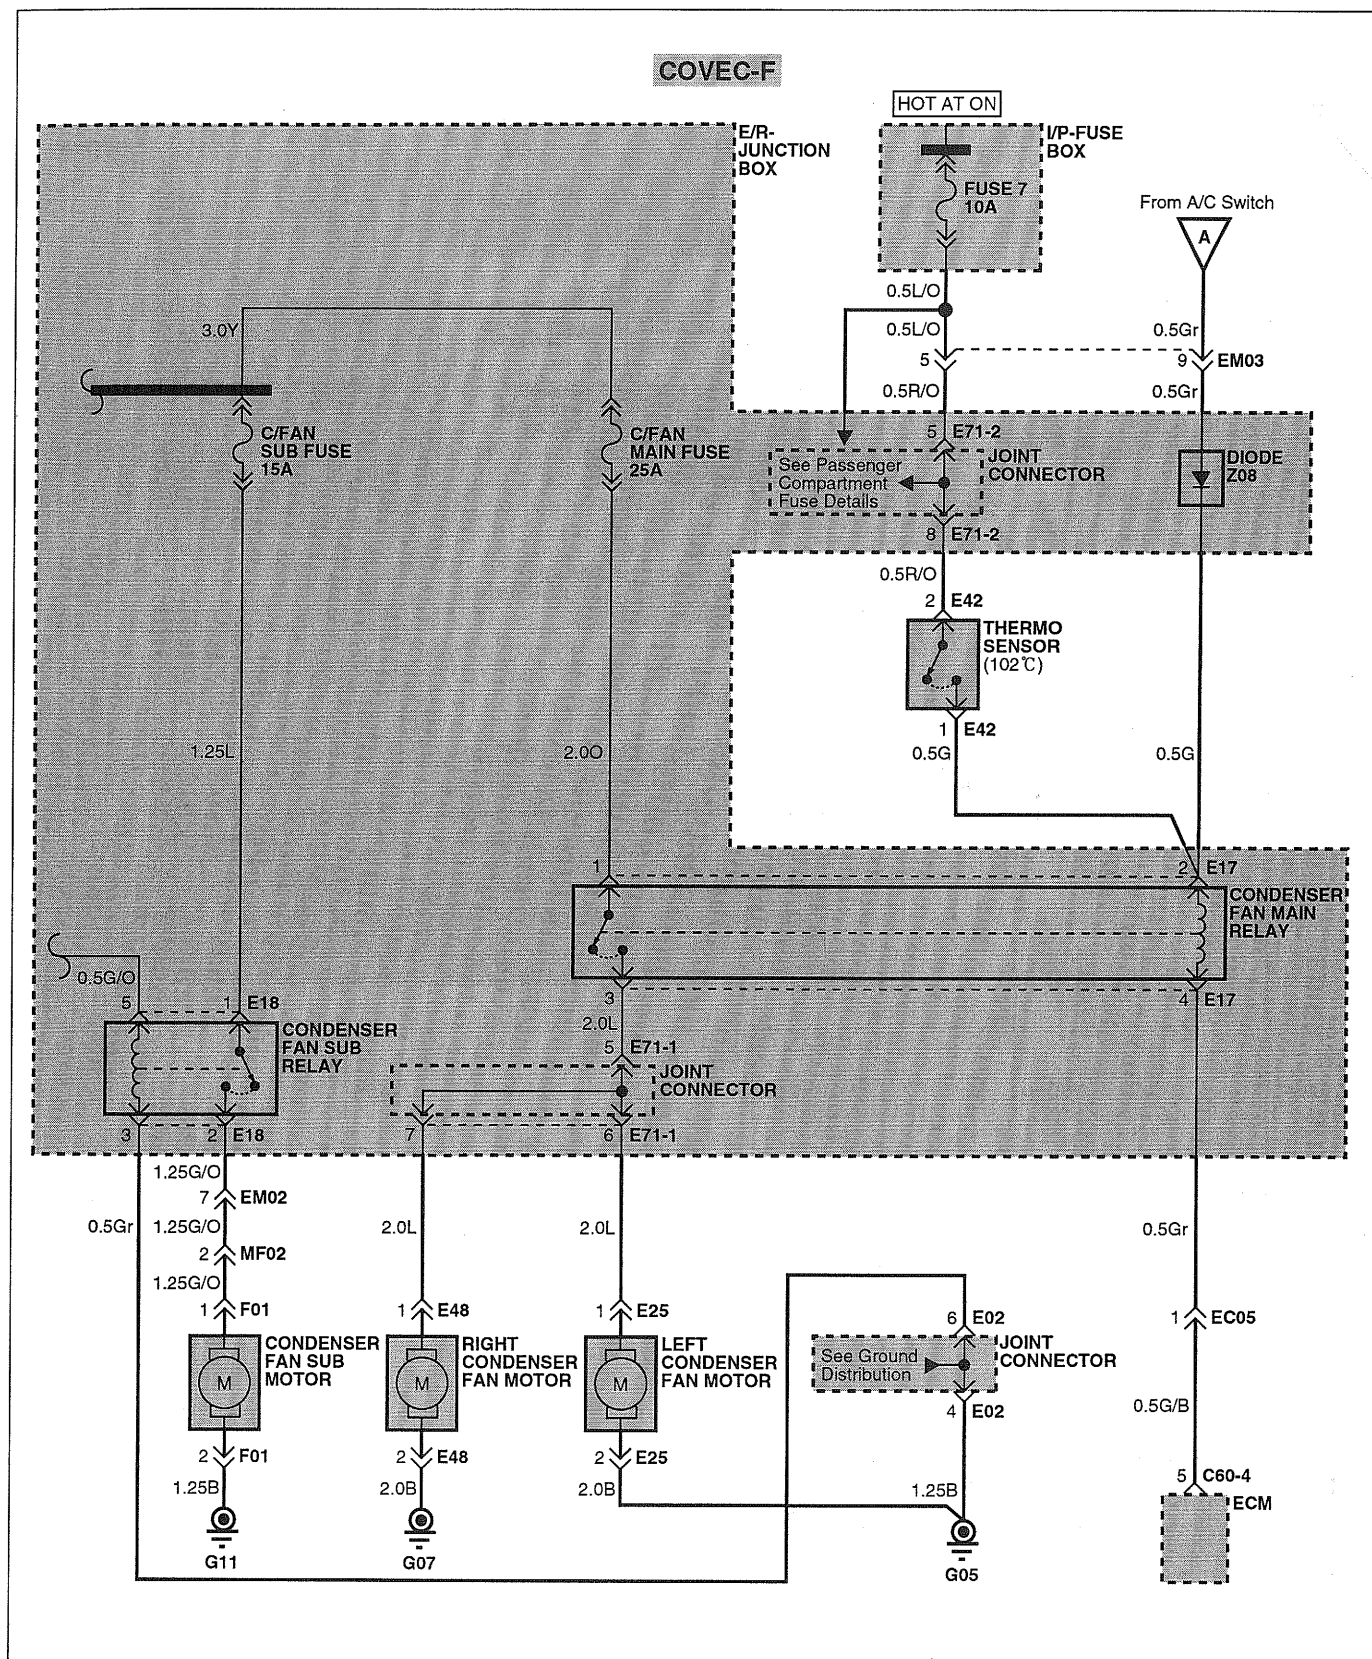 COVEC-F
HOT AT ON
E/R-
JUNCTION
BOX
I/P-FUSE
BOX
FUSE 7
10A
From A/C Switch
A
0.5L/O
3.0Y
0.5L/O
0.5Gr
5
9
EM03
0.5R/O
0.5Gr
C/FAN
SUB FUSE
15A
C/FAN
MAIN FUSE
25A
5
E71-2
See Passenger
Compartment
Fuse Details
JOINT
CONNECTOR
DIODE
Z08
8
E71-2
0.5R/O
2
E42
THERMO
SENSOR
(102℃)
1
E42
1.25L
2.0O
0.5G
0.5G
1
2
E17
CONDENSER
FAN MAIN
RELAY
0.5G/O
5
1
E18
3
4
E17
CONDENSER
FAN SUB
RELAY
2.0L
5
E71-1
JOINT
CONNECTOR
3
2
E18
7
6
E71-1
1.25G/O
7
EM02
0.5Gr
1.25G/O
2.0L
2.0L
0.5Gr
2
MF02
1.25G/O
1
F01
1
E48
1
E25
6
E02
1
EC05
CONDENSER
FAN SUB
MOTOR
RIGHT
CONDENSER
FAN MOTOR
LEFT
CONDENSER
FAN MOTOR
See Ground
Distribution
JOINT
CONNECTOR
M
M
M
4
E02
0.5G/B
2
F01
2
E48
2
E25
5
C60-4
1.25B
2.0B
2.0B
1.25B
ECM
G11
G07
G05